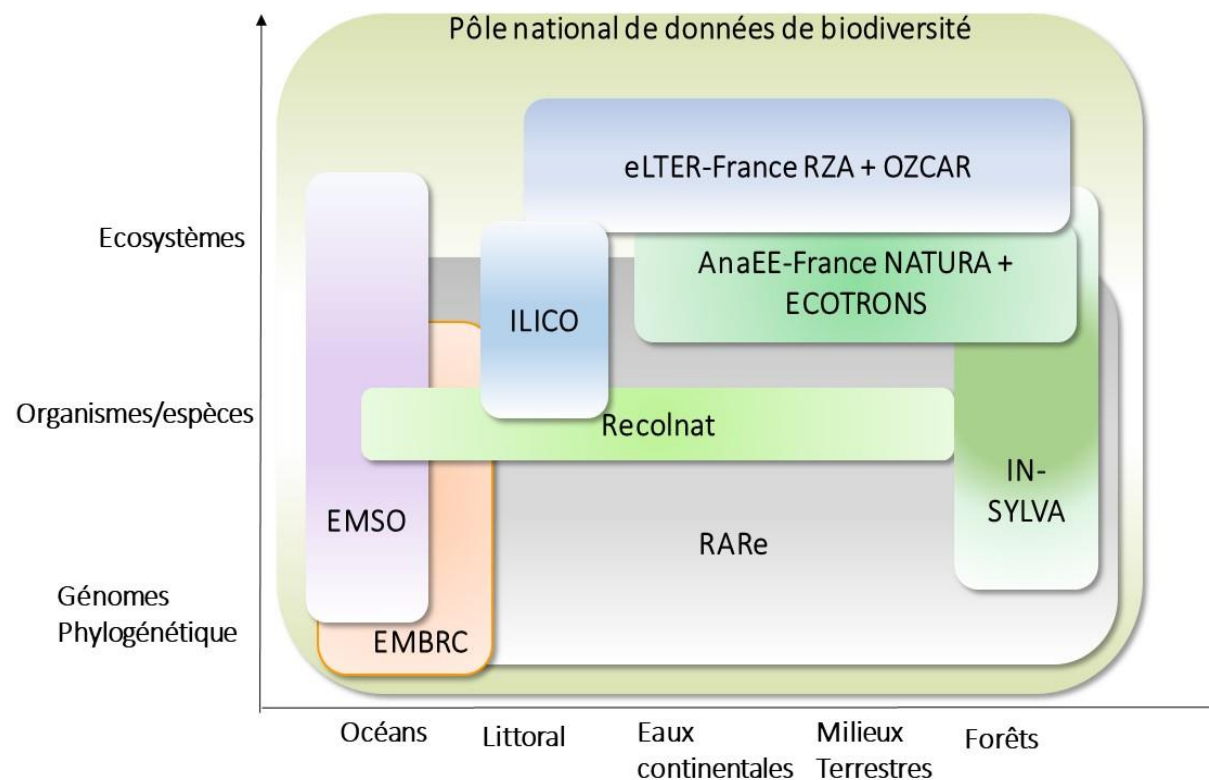 Pôle national de données de biodiversité
eLTER-France RZA + OZCAR
Ecosystèmes
AnaEE-France NATURA +
ECOTRONS
ILICO
Organismes/espèces
Recolnat
IN-
SYLVA
EMSO
RARe
Génomes
Phylogénétique
EMBRC
Océans
Littoral
Eaux
continentales
Milieux
Terrestres
Forêts